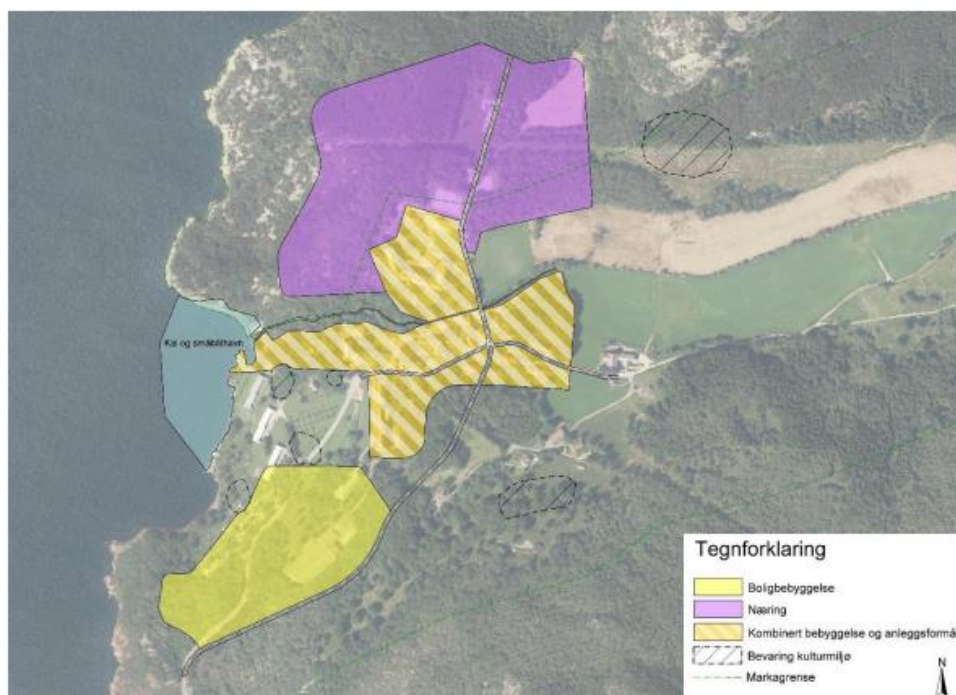 Kai og småbåthavn
Tegnforklaring
Boligbebyggelse
Næring
Kombinert bebyggelse og anleggsformå
Bevaring kulturmiljø
Markagrense
N